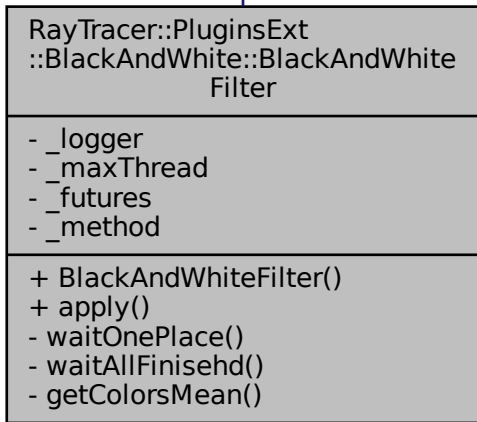 RayTracer::PluginsExt
::BlackAndWhite::BlackAndWhite
Filter
- _logger
- _maxThread
- _futures
- _method
+ BlackAndWhiteFilter()
+ apply()
- waitOnePlace()
- waitAllFinisehd()
- getColorsMean()